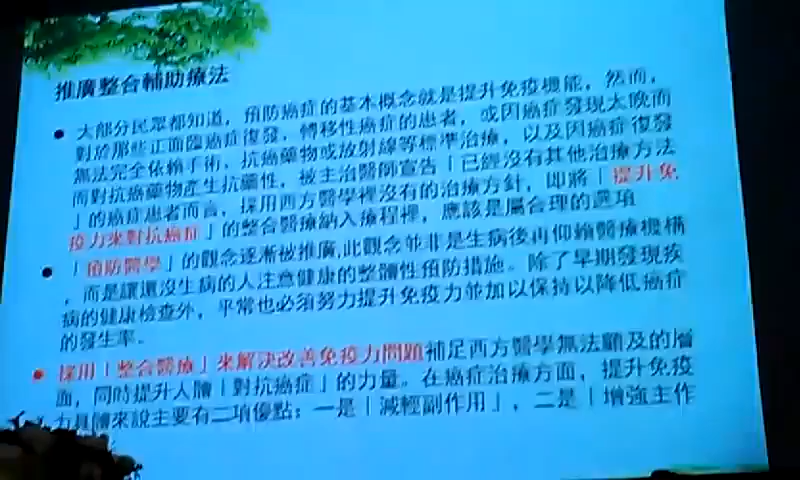 推廣整合輔助療法
● 大部分民眾都知道，預防癌症的基本概念就是提升免疫機能，然而，
對於那些正面臨癌症復發、轉移性癌症的患者，或因癌症發現太晚而
無法完全依賴手術、抗癌藥物或放射線等標準治療，以及因癌症復發
而對抗癌藥物產生抗藥性，被主治醫師宣告「已經沒有其他治療方法
」的癌症患者而言，採用西方醫學裡沒有的治療方針，即將「提升免
疫力來對抗癌症」的整合醫療納入療程裡，應該是屬合理的選項
● 「預防醫學」的觀念逐漸被推廣,此觀念並非是生病後再仰賴醫療機構
，而是讓還沒生病的人注意健康的整體性預防措施。除了早期發現疾
病的健康檢查外，平常也必須努力提升免疫力並加以保持以降低癌症
的發生率。
● 採用「整合醫療」來解決改善免疫力問題補足西方醫學無法顧及的層
面，同時提升人體「對抗癌症」的力量。在癌症治療方面，提升免疫
力具體來說主要有二項優點：一是「減輕副作用」，二是「增強主作